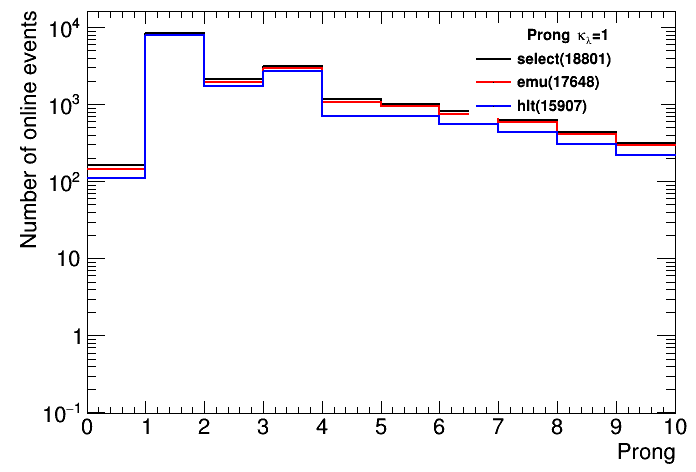 Number of online events
10⁴
10³
10²
10
1
10⁻¹
Prong κλ=1
select(18801)
emu(17648)
hlt(15907)
0 1 2 3 4 5 6 7 8 9 10
Prong